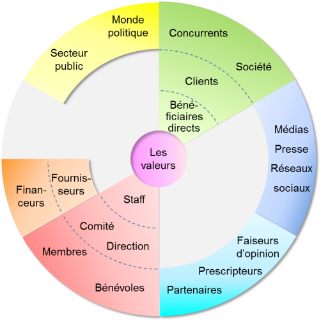 Monde
politique
Secteur
public
Concurrents
Société
Clients
Béné-
ficiaires
directs
Les
valeurs
Médias
Presse
Réseaux
sociaux
Faiseurs
d'opinion
Prescripteurs
Partenaires
Staff
Comité
Direction
Membres
Bénévoles
Fournis-
seurs
Finan-
ceurs